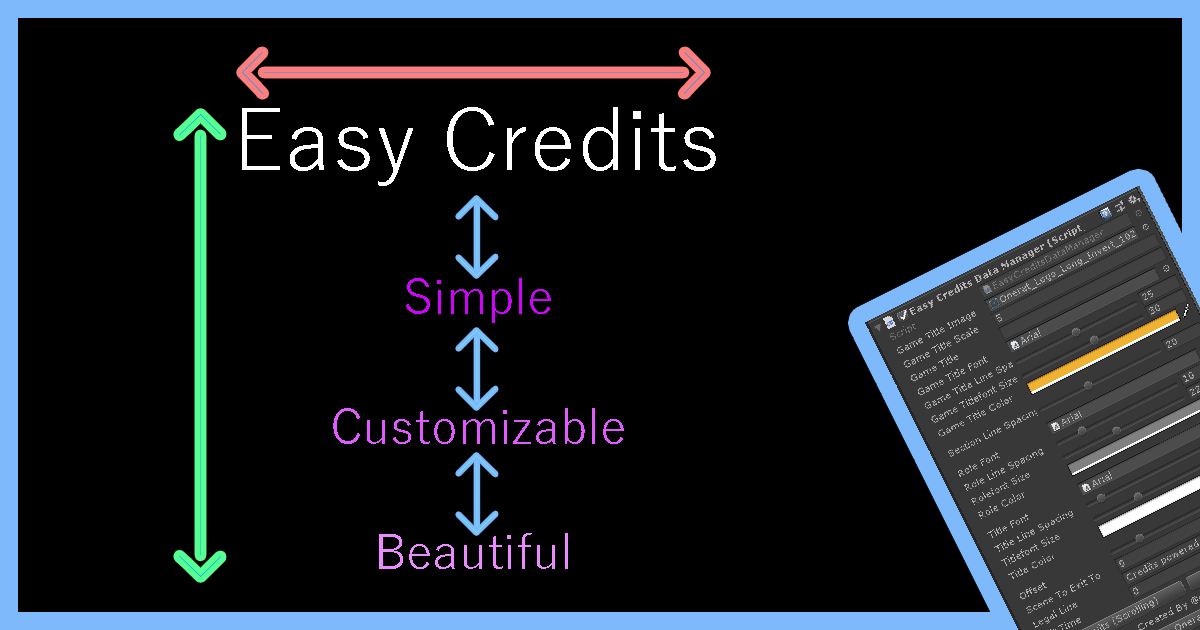 Easy Credits
Simple
Customizable
Beautiful
Easy Credits Data Manager (Script
Script EasyCreditsDataManager
Game Title Image Onerat_Logo_Long_Invert_102
Game Title Scale 5
Game Title
Game Title Font Arial
Game Title Line Spa 25
Game Titlefont Size 30
Game Title Color
Section Line Spacing 20
Role Font Arial
Role Line Spacing 10
Rolefont Size 22
Role Color
Title Font Arial
Title Line Spacing
Titlefont Size
Title Color
Offset
Scene To Exit To 0
Legal Line Credits powered
Time 0
dits (Scrolling)
Created By @